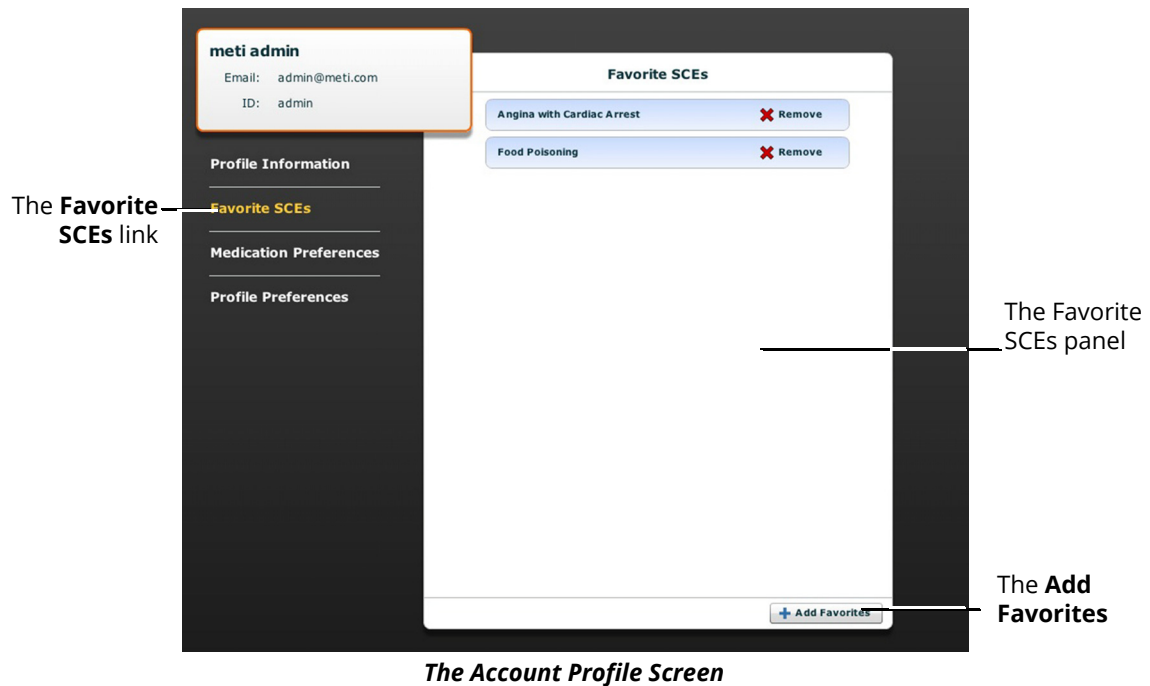 meti admin
Email: admin@meti.com
ID: admin
Profile Information
Favorite SCEs
Medication Preferences
Profile Preferences
Favorite SCEs
Angina with Cardiac Arrest Remove
Food Poisoning Remove
Add Favorites
The Favorite
SCEs link
The Favorite
SCEs panel
The Add
Favorites
The Account Profile Screen